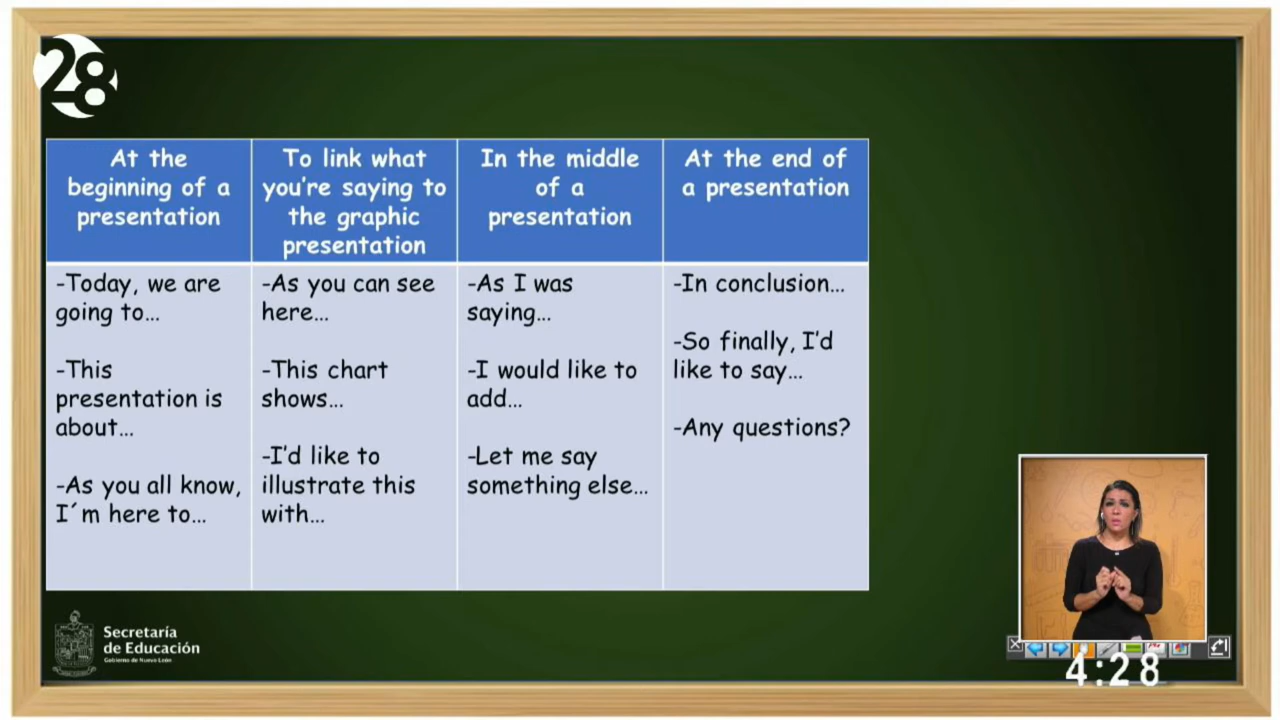 28
At the
beginning of a
presentation
To link what
you're saying to
the graphic
presentation
In the middle
of a
presentation
At the end of
a presentation
-Today, we are
going to...
-This
presentation is
about...
-As you all know,
I´m here to...
-As you can see
here...
-This chart
shows...
-I'd like to
illustrate this
with...
-As I was
saying...
-I would like to
add...
-Let me say
something else...
-In conclusion...
-So finally, I'd
like to say...
-Any questions?
Secretaría
de Educación
Gobierno de Nuevo León
4:28